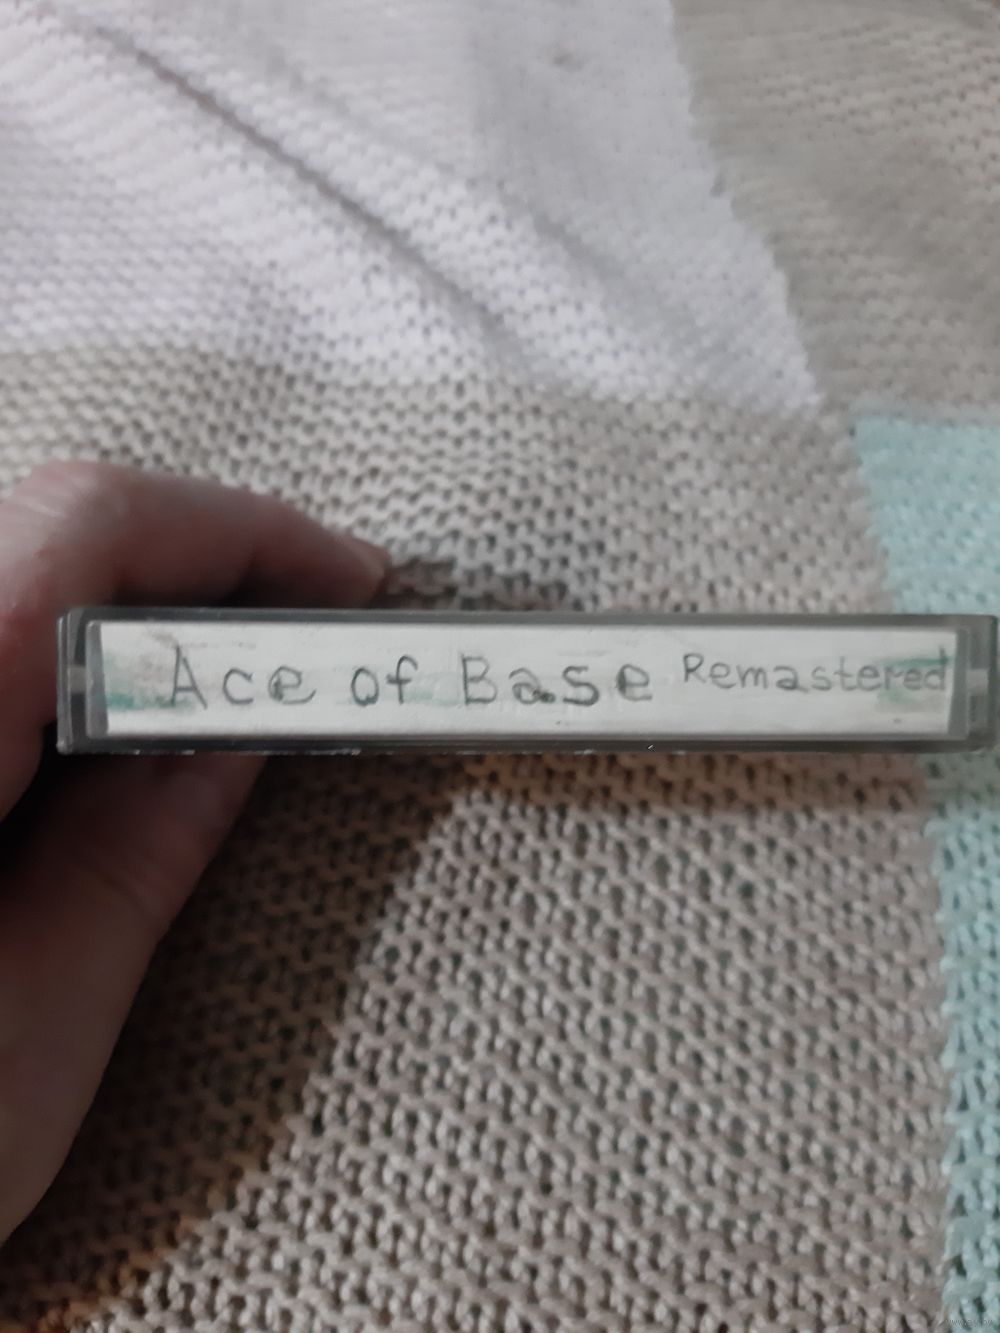 Ace of Base Remastered